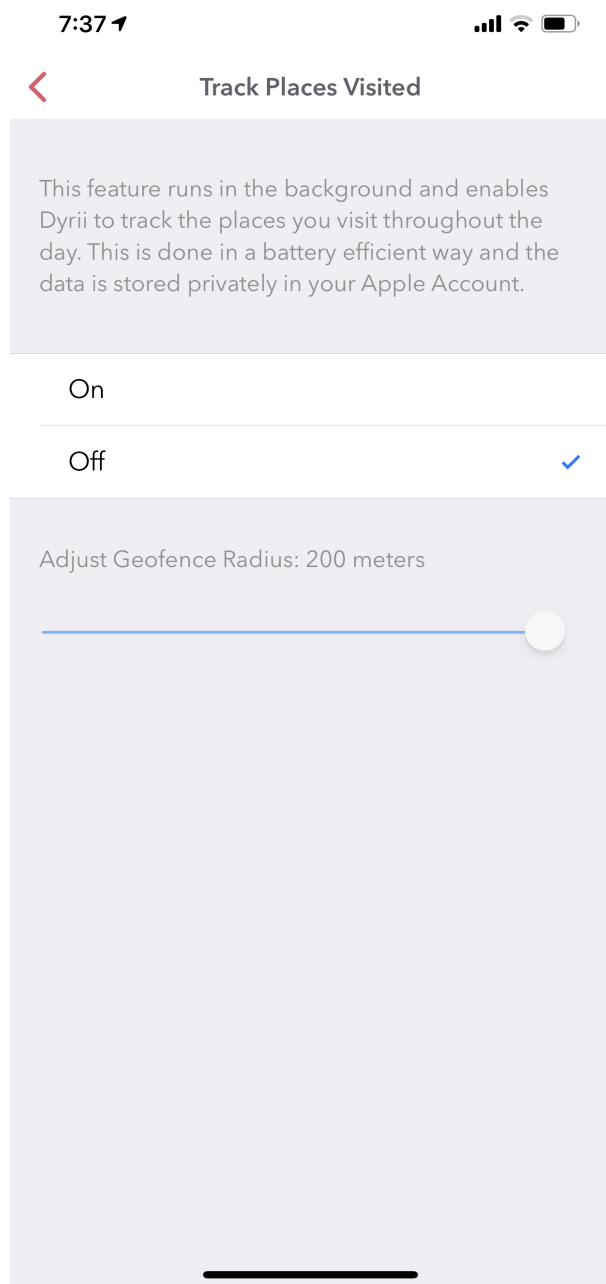 7:37
Track Places Visited
This feature runs in the background and enables
Dyrii to track the places you visit throughout the
day. This is done in a battery efficient way and the
data is stored privately in your Apple Account.
On
Off
Adjust Geofence Radius: 200 meters